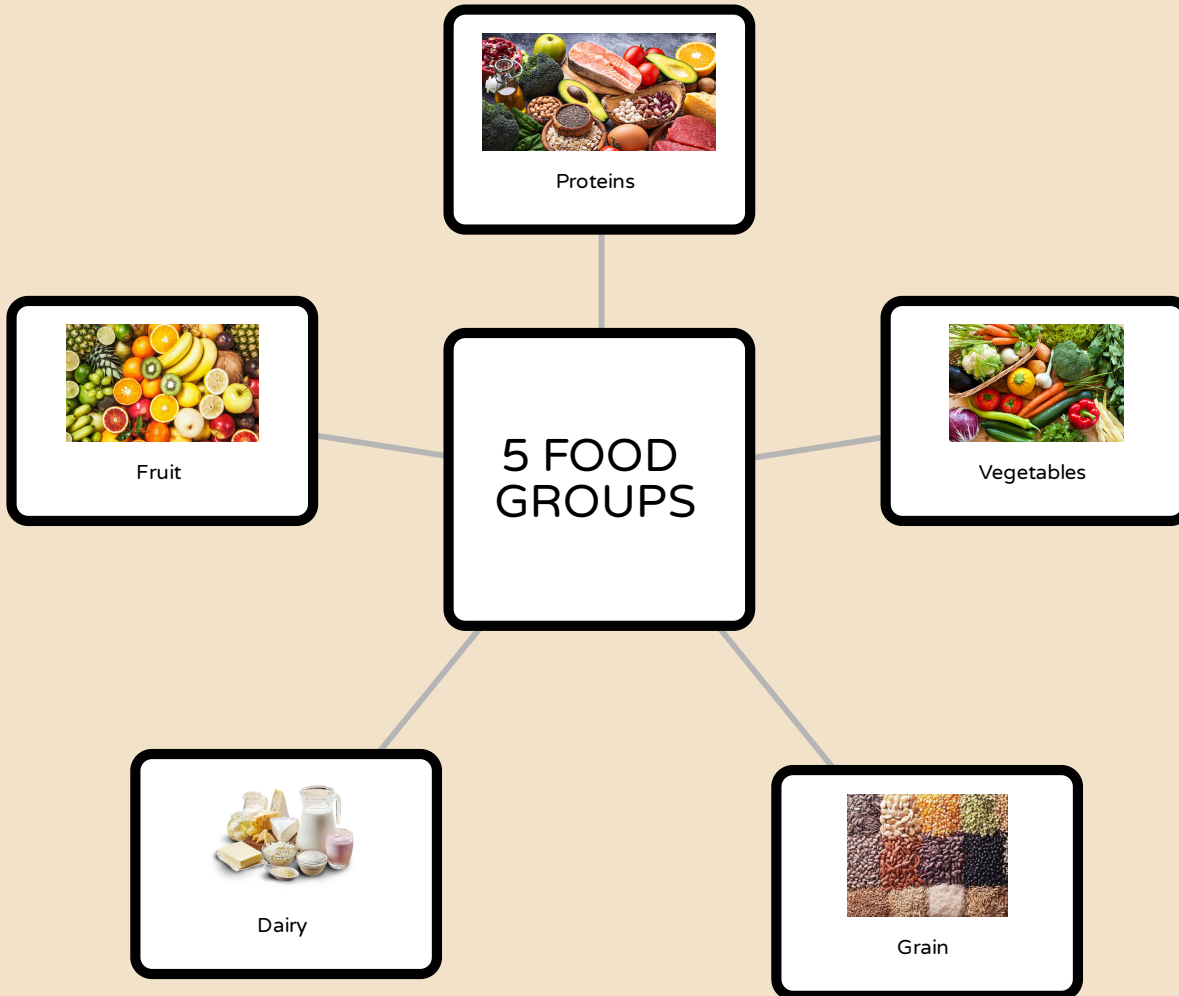 Proteins
Fruit
5 FOOD
GROUPS
Vegetables
Dairy
Grain